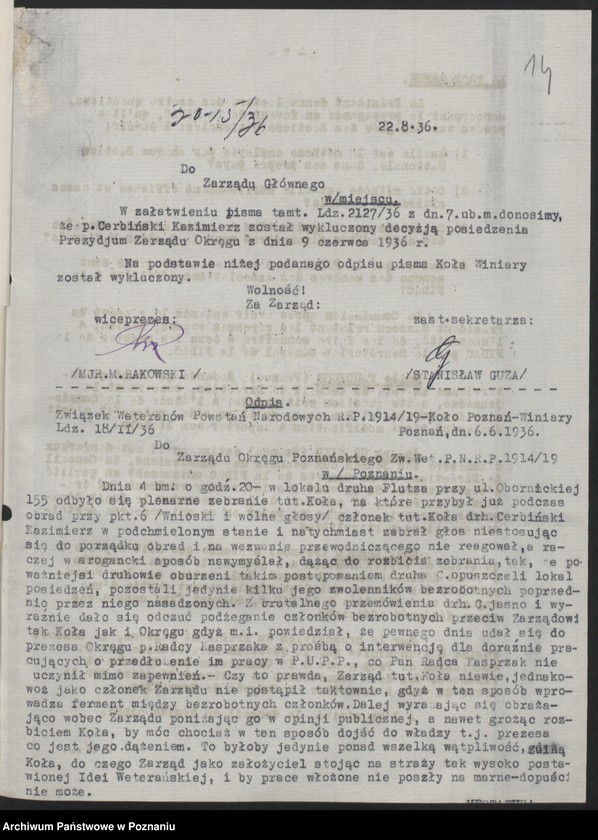 14
20-15/36
22.8.36.
Do
Zarządu Głównego
w/miejscu.
W załatwieniu pisma tamt. Ldz.2127/36 z dn.7.ub.m.donosimy,
że p.Cerbiński Kazimierz został wykluczony decyzją posiedzenia
Prezydjum Zarządu Okręgu z dnia 9 czerwca 1936 r.
Na podstawie niżej podanego odpisu pisma Koła Winiary
został wykluczony.
Wolność!
Za Zarząd:
wiceprezes: zast.sekretarza:
/MJR.M.RAKOWSKI / /STANISŁAW GUZA/
Odpis.
Związek Weteranów Powstań Narodowych R.P.1914/19-Koło Poznań-Winiary
Ldz. 18/II/36 Poznań,dn.6.6.1936.
Do
Zarządu Okręgu Poznańskiego Zw.Wet.P.N.R.P.1914/19
w / Poznaniu.
Dnia 4 bm. o godz.20- w lokalu druha Flutza przy ul.Obornickiej
155 odbyło się plenarne zebranie tut.Koła, na które przybył już podczas
obrad przy pkt.6 /Wnioski i wolne głosy/ członek tut.Koła drh.Cerbiński
Kazimierz w podchmielonym stanie i natychmiast zabrał głos niestosując
się do porządku obrad i na wezwanie przewodniczącego nie reagował,a ra-
czej w arogancki sposób nawymyślał, dążąc do rozbicia zebrania,tak, że po-
ważniejsi druhowie oburzeni takim postępowaniem druha C.opuszczali lokal
posiedzeń, pozostali jedynie kilku jego zwolenników bezrobotnych poprzed-
nio przez niego nasadzonych. Z brutalnego przemówienia drh. C.jasno i wy-
raźnie dało się odczuć podżeganie członków bezrobotnych przeciw Zarządowi
tak Koła jak i Okręgu gdyż m.i. powiedział, że pewnego dnia udał się do
prezesa Okręgu p.Radcy Kasprzaka z prośbą o interwencję dla doraźnie pra-
cujących o przedłużenie im pracy w P.U.P.P., co Pan Radca Kasprzak nie
uczynił mimo zapewnień.- Czy to prawda, Zarząd tut.Koła niewie,jednako-
woż jako członek Zarządu nie postąpił taktownie, gdyż w ten sposób wpro-
wadza ferment między bezrobotnych członków.Dalej wyrażając się obraża-
jąco wobec Zarządu poniżając go w opinji publicznej, a nawet grożąc roz-
biciem Koła, by móc chociaż w ten sposób dojść do władzy t.j. prezesa
co jest jego dążeniem. To byłoby jedynie ponad wszelką wątpliwość,
Koła, do czego Zarząd jako założyciel stojąc na straży tak wysoko posta-
wionej Idei Weterańskiej, i by prace włożone nie poszły na marne-dopuści
nie może.
Archiwum Państwowe w Poznaniu